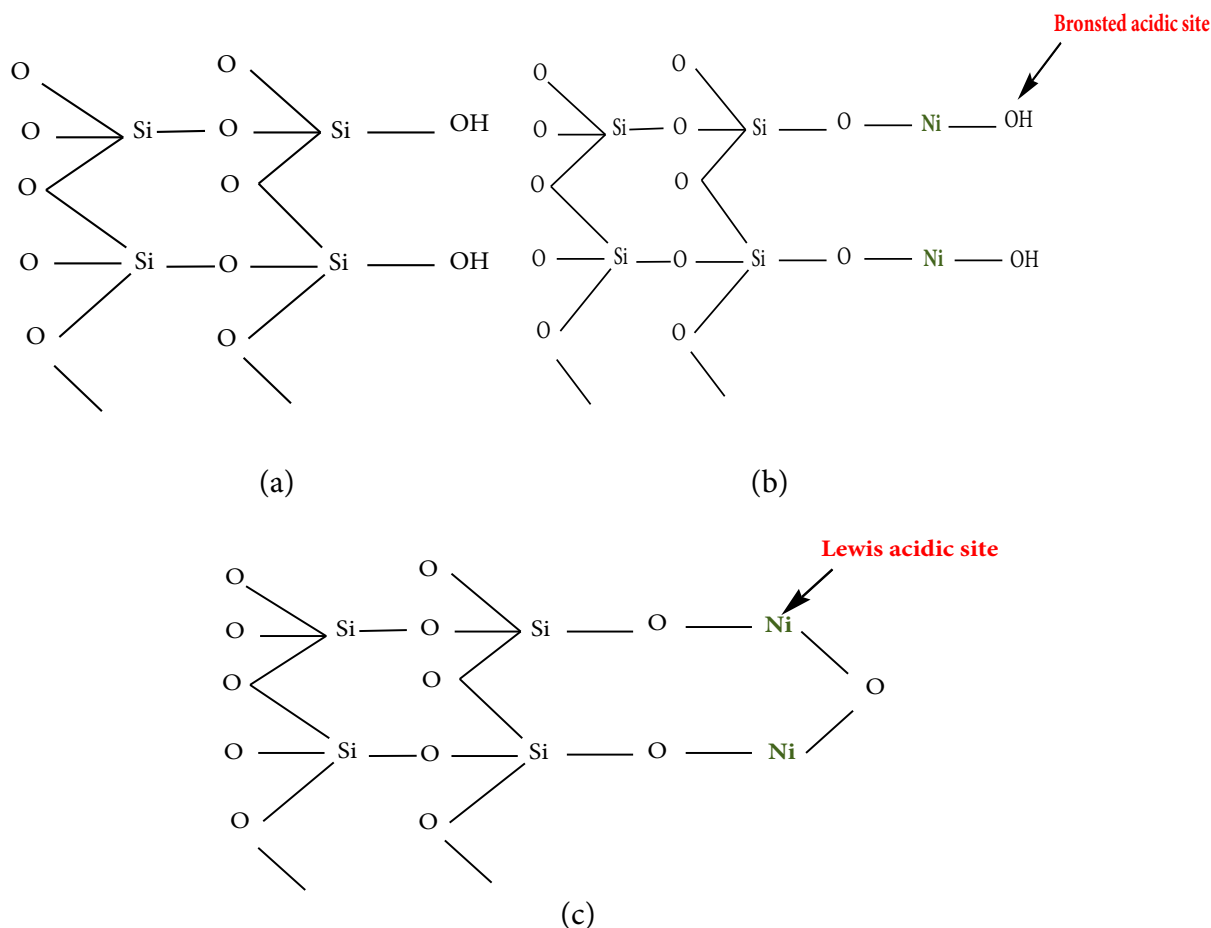 Bronsted acidic site
O O O O
O Si O Si OH O Si O Si O Ni OH
O O O O
O Si O Si OH O Si O Si O Ni OH
O O O O
(a) (b)
Lewis acidic site
O O
O Si O Si O Ni
O O O
O Si O Si O Ni
O O
(c)